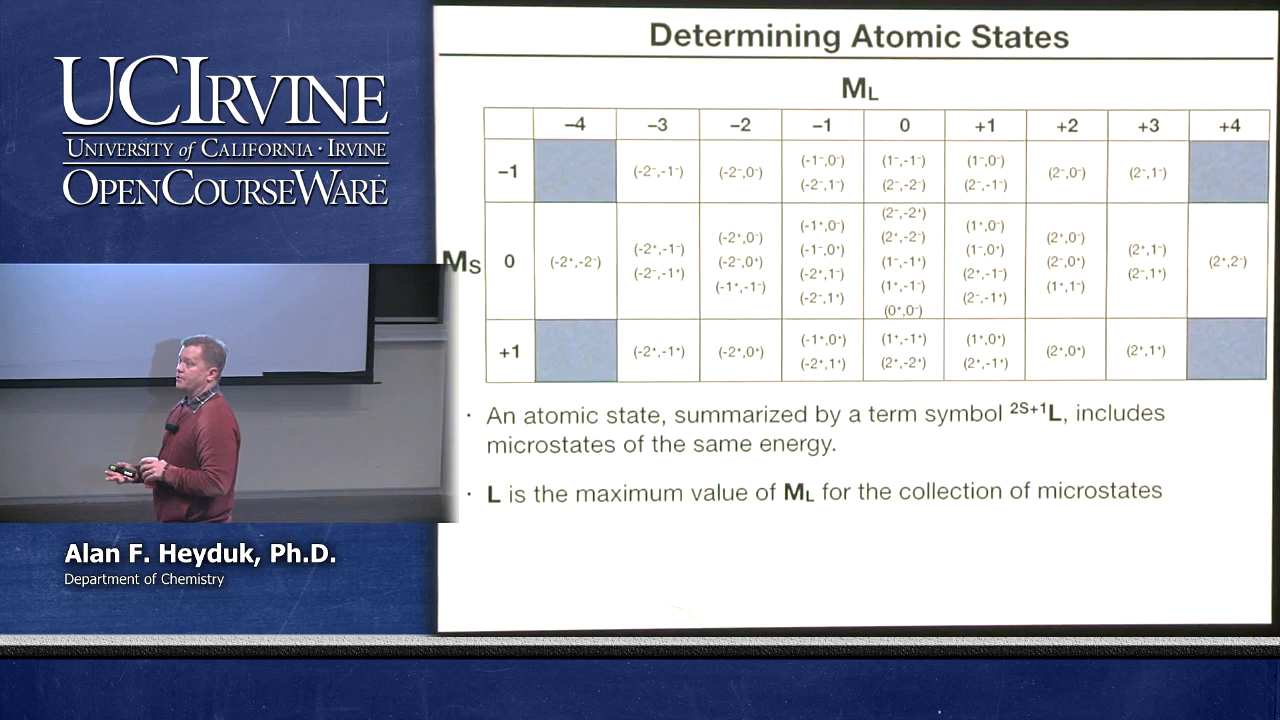 UCIRVINE
UNIVERSITY of CALIFORNIA · IRVINE
OPENCOURSEWARE
Alan F. Heyduk, Ph.D.
Department of Chemistry
Determining Atomic States
ML
–4 –3 –2 –1 0 +1 +2 +3 +4
–1 (-2⁻,-1⁻) (-2⁻,0⁻) (-1⁻,0⁻) (1⁻,-1⁻) (1⁻,0⁻) (2⁻,0⁻) (2⁻,1⁻)
(-2⁻,1⁻) (2⁻,-2⁻) (2⁻,-1⁻)
(2⁻,-2⁺)
(-1⁺,0⁻) (1⁺,0⁻)
(-2⁺,0⁻) (2⁺,-2⁻) (2⁺,0⁻)
(-2⁺,-1⁻) (-1⁻,0⁺) (1⁻,0⁺) (2⁺,1⁻)
Ms 0 (-2⁺,-2⁻) (-2⁻,0⁺) (1⁻,-1⁺) (2⁻,0⁺) (2⁺,2⁻)
(-2⁻,-1⁺) (-2⁺,1⁻) (2⁺,-1⁻) (2⁻,1⁺)
(-1⁺,-1⁻) (1⁺,-1⁻) (1⁺,1⁻)
(-2⁻,1⁺) (2⁻,-1⁺)
(0⁺,0⁻)
+1 (-2⁺,-1⁺) (-2⁺,0⁺) (-1⁺,0⁺) (1⁺,-1⁺) (1⁺,0⁺) (2⁺,0⁺) (2⁺,1⁺)
(-2⁺,1⁺) (2⁺,-2⁺) (2⁺,-1⁺)
· An atomic state, summarized by a term symbol ²ˢ⁺¹L, includes
microstates of the same energy.
· L is the maximum value of ML for the collection of microstates